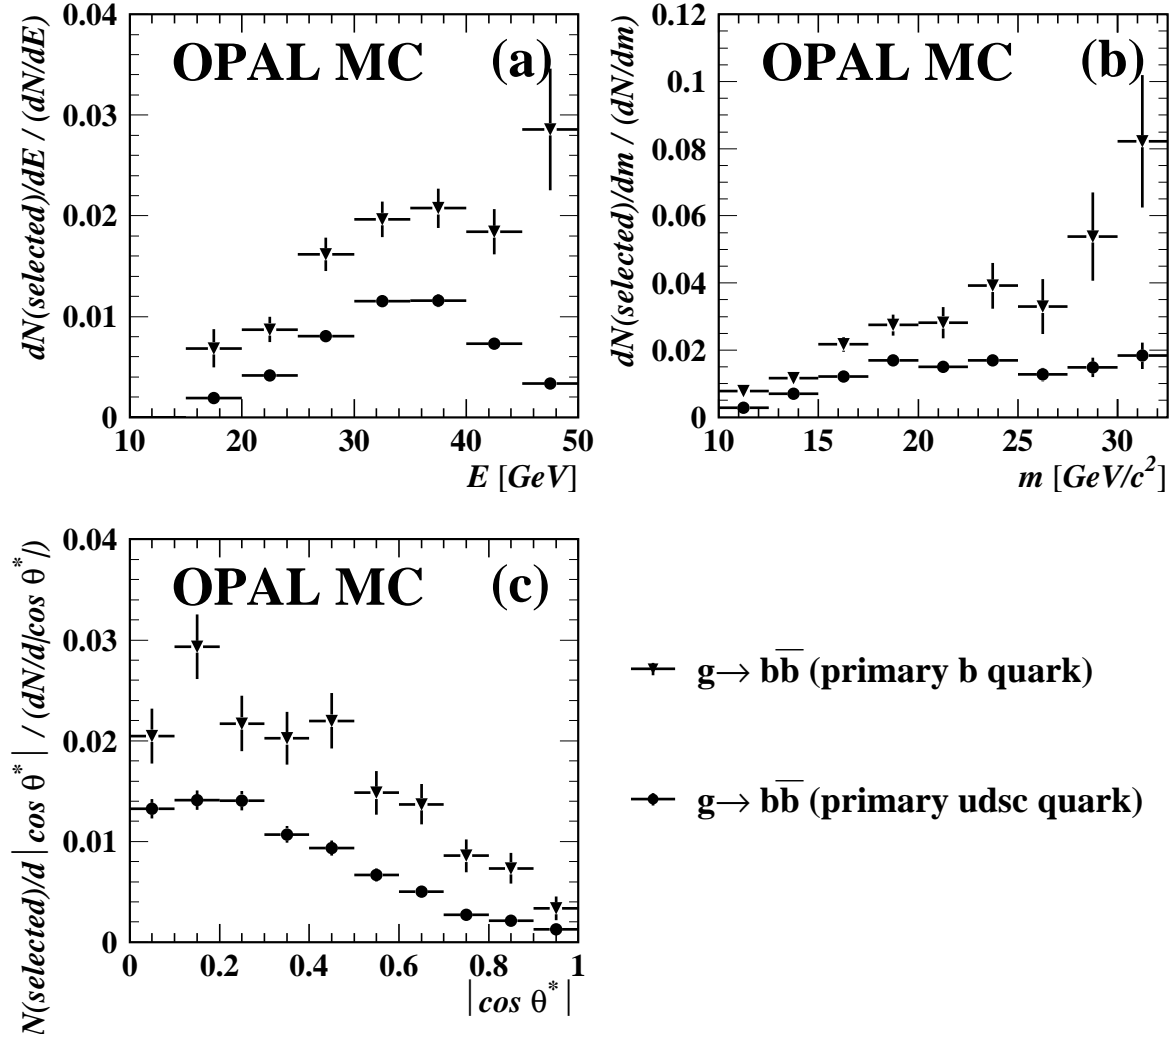 OPAL MC (a)
dN(selected)/dE / (dN/dE)
0.04
0.03
0.02
0.01
0
10 20 30 40 50
E [GeV]
OPAL MC (b)
dN(selected)/dm / (dN/dm)
0.12
0.1
0.08
0.06
0.04
0.02
0
10 15 20 25 30
m [GeV/c²]
OPAL MC (c)
N(selected)/d|cos θ*| / (dN/d|cos θ*|)
0.04
0.03
0.02
0.01
0
0 0.2 0.4 0.6 0.8 1
|cos θ*|
g→ bb̅ (primary b quark)
g→ bb̅ (primary udsc quark)